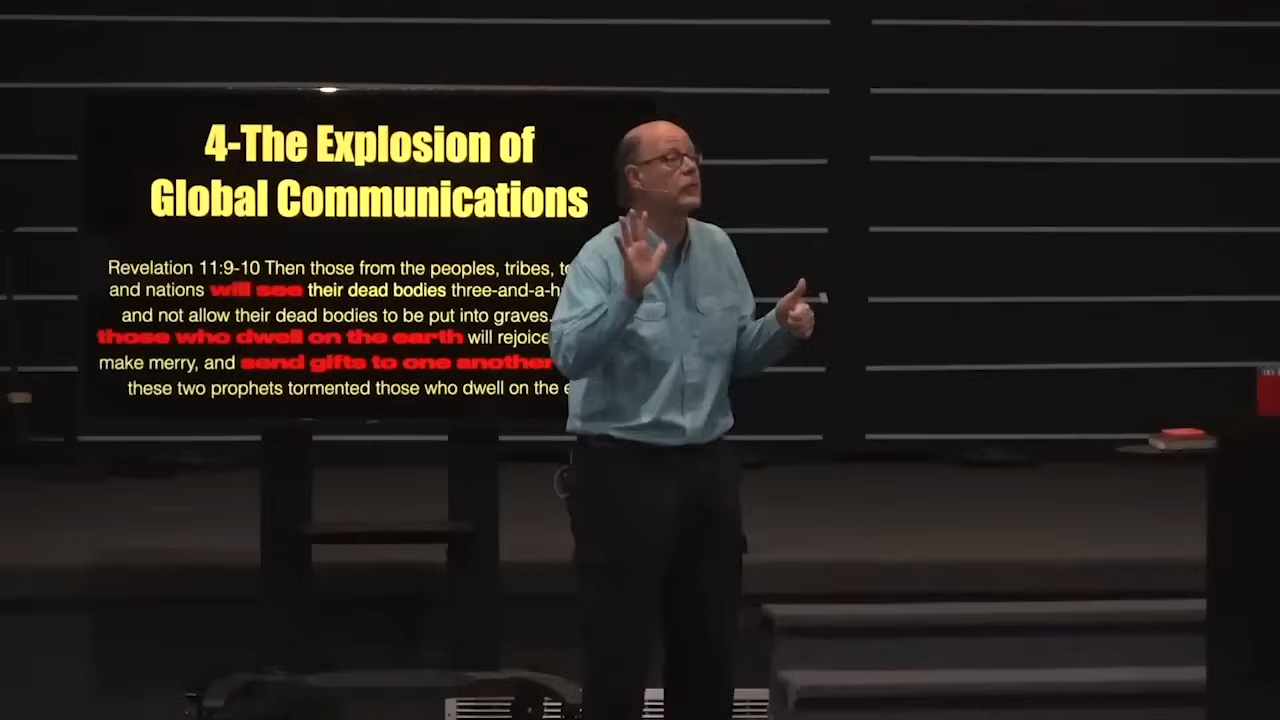 4-The Explosion of
Global Communications
Revelation 11:9-10 Then those from the peoples, tribes,
and nations will see their dead bodies three-and-a-h
and not allow their dead bodies to be put into graves.
those who dwell on the earth will rejoice
make merry, and send gifts to one another
these two prophets tormented those who dwell on the